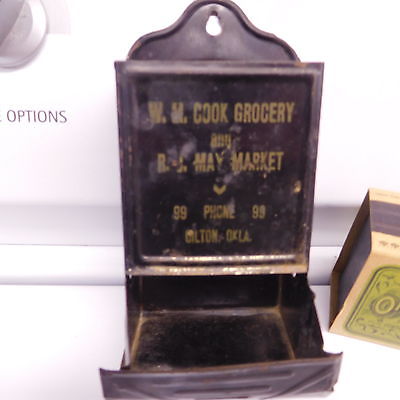 OPTIONS
W. M. COOK GROCERY
and
R. J. MAY MARKET
99 PHONE 99
OILTON, OKLA.